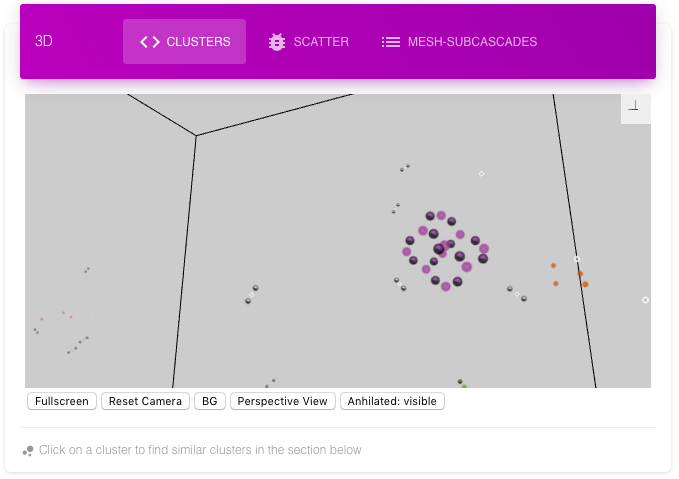 3D
CLUSTERS
SCATTER
MESH-SUBCASCADES
Fullscreen
Reset Camera
BG
Perspective View
Anhilated: visible
Click on a cluster to find similar clusters in the section below